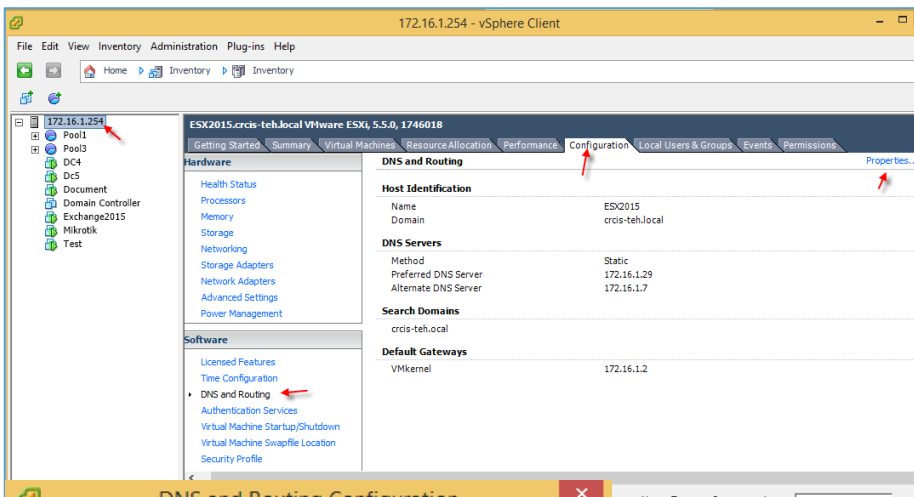 172.16.1.254 - vSphere Client
File Edit View Inventory Administration Plug-ins Help
Home Inventory Inventory
172.16.1.254
Pool1
Pool3
DC4
Dc5
Document
Domain Controller
Exchange2015
Mikrotik
Test
ESX2015.crcis-teh.local VMware ESXi, 5.5.0, 1746018
Getting Started Summary Virtual Machines Resource Allocation Performance Configuration Local Users & Groups Events Permissions
Hardware
Health Status
Processors
Memory
Storage
Networking
Storage Adapters
Network Adapters
Advanced Settings
Power Management
Software
Licensed Features
Time Configuration
DNS and Routing
Authentication Services
Virtual Machine Startup/Shutdown
Virtual Machine Swapfile Location
Security Profile
DNS and Routing Properties...
Host Identification
Name ESX2015
Domain crcis-teh.local
DNS Servers
Method Static
Preferred DNS Server 172.16.1.29
Alternate DNS Server 172.16.1.7
Search Domains
crcis-teh.ocal
Default Gateways
VMkernel 172.16.1.2
DNS and Routing Configuration